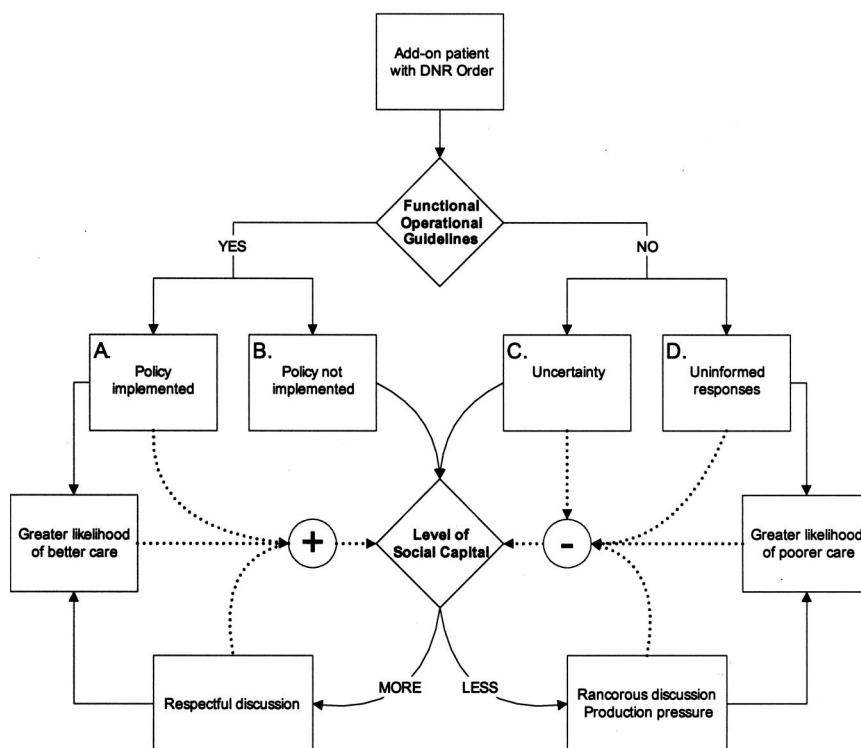 Add-on patient
with DNR Order
Functional
Operational
Guidelines
YES
NO
A.
Policy
implemented
B.
Policy not
implemented
C.
Uncertainty
D.
Uninformed
responses
Greater likelihood
of better care
+
Level of
Social Capital
-
Greater likelihood
of poorer care
MORE
LESS
Respectful discussion
Rancorous discussion
Production pressure